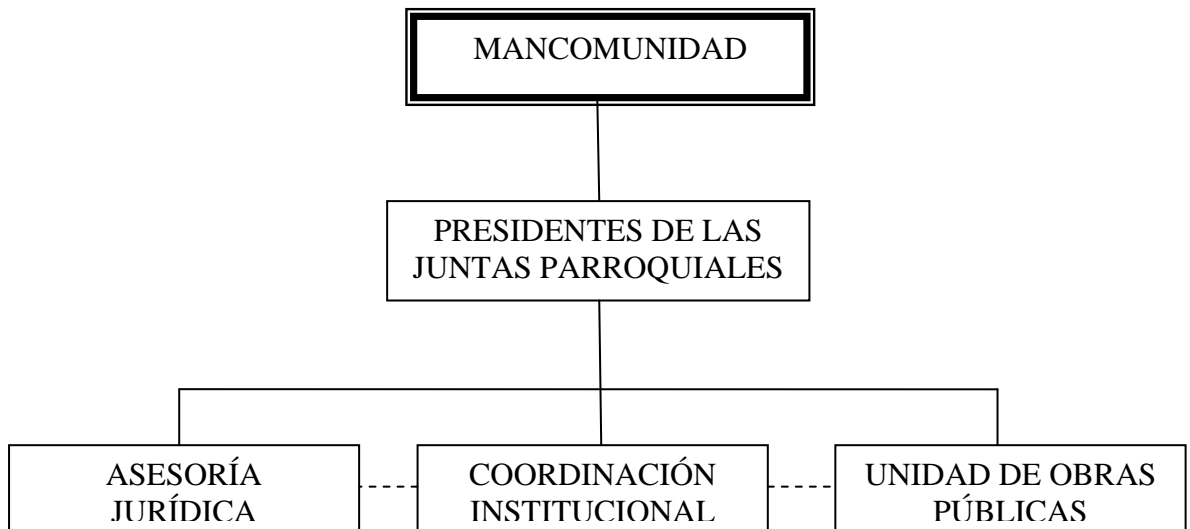 MANCOMUNIDAD
PRESIDENTES DE LAS
JUNTAS PARROQUIALES
ASESORÍA
JURÍDICA
COORDINACIÓN
INSTITUCIONAL
UNIDAD DE OBRAS
PÚBLICAS